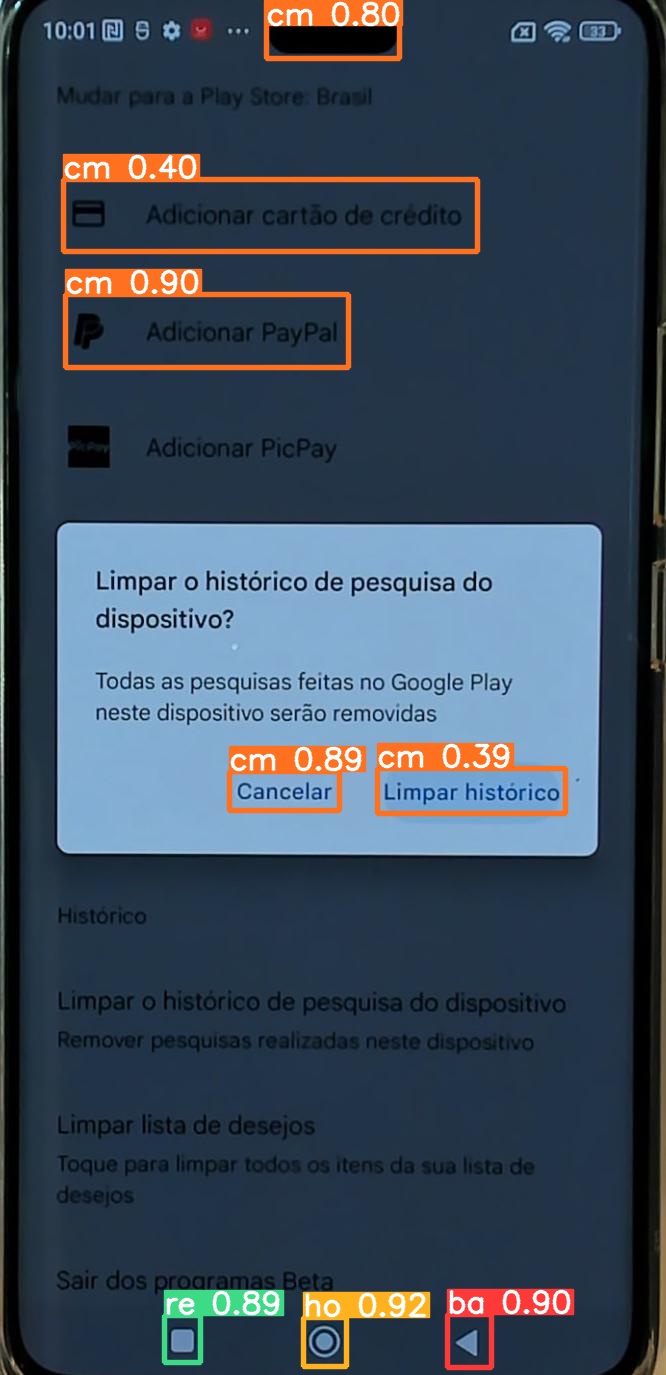 cm 0.80
10:01
33
Mudar para a Play Store: Brasil
cm 0.40
Adicionar cartão de crédito
cm 0.90
Adicionar PayPal
PicPay
Adicionar PicPay
Limpar o histórico de pesquisa do
dispositivo?
Todas as pesquisas feitas no Google Play
neste dispositivo serão removidas
cm 0.89
cm 0.39
Cancelar
Limpar histórico
Histórico
Limpar o histórico de pesquisa do dispositivo
Remover pesquisas realizadas neste dispositivo
Limpar lista de desejos
Toque para limpar todos os itens da sua lista de
desejos
Sair dos programas Beta
re 0.89
ho 0.92
ba 0.90